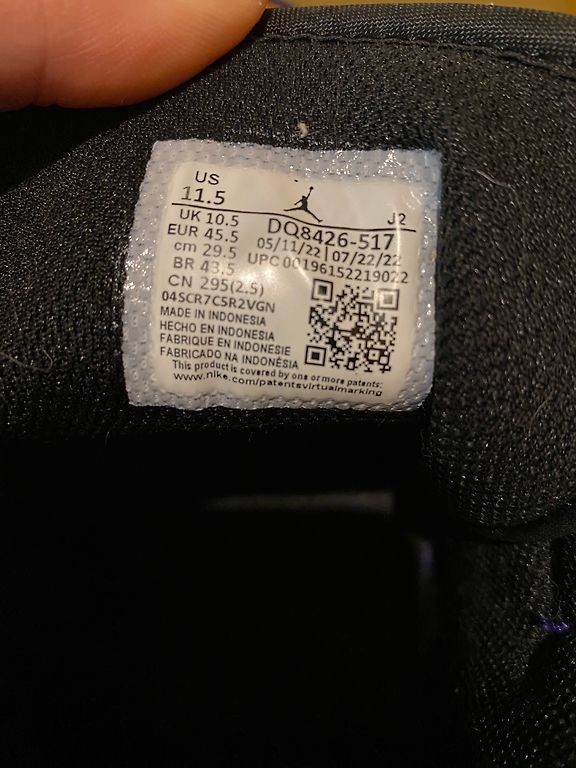 US
11.5
J2
UK 10.5
DQ8426-517
EUR 45.5
05/11/22 | 07/22/22
cm 29.5
UPC 00196152219022
BR 43.5
CN 295(2.5)
04SCR7C5R2VGN
MADE IN INDONESIA
HECHO EN INDONESIA
FABRIQUE EN INDONESIE
FABRICADO NA INDONÉSIA
This product is covered by one or more patents:
www.nike.com/patentsvirtualmarking